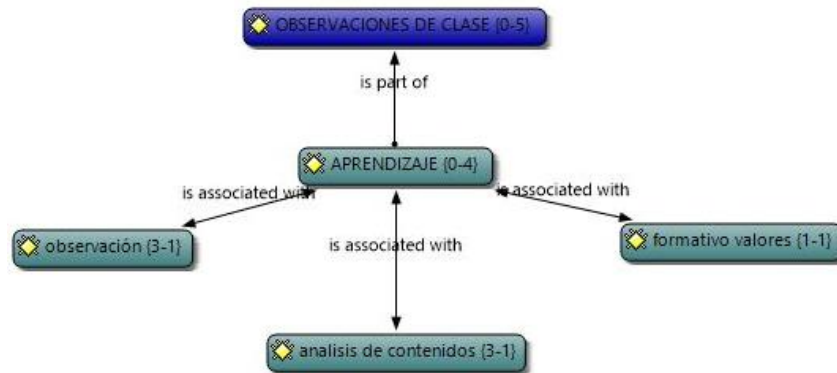 OBSERVACIONES DE CLASE {0-5}
is part of
APRENDIZAJE {0-4}
is associated with
is associated with
observación {3-1}
is associated with
formativo valores {1-1}
analisis de contenidos {3-1}